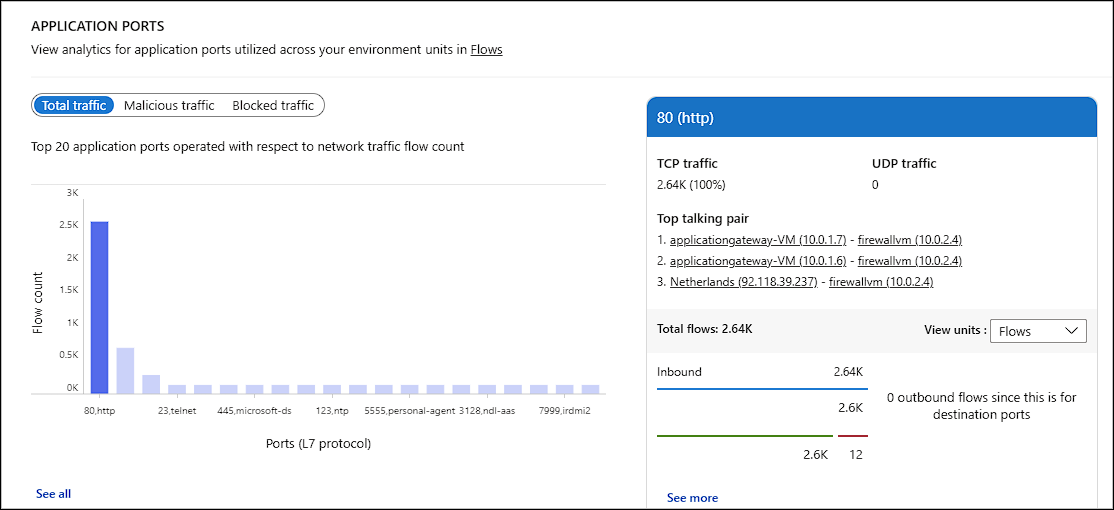 APPLICATION PORTS
View analytics for application ports utilized across your environment units in Flows
Total traffic Malicious traffic Blocked traffic
Top 20 application ports operated with respect to network traffic flow count
3K
2.5K
2K
1.5K
1K
0.5K
0K
Flow count
80,http 23,telnet 445,microsoft-ds 123,ntp 5555,personal-agent 3128,ndl-aas 7999,irdmi2
Ports (L7 protocol)
See all
80 (http)
TCP traffic UDP traffic
2.64K (100%) 0
Top talking pair
1. applicationgateway-VM (10.0.1.7) - firewallvm (10.0.2.4)
2. applicationgateway-VM (10.0.1.6) - firewallvm (10.0.2.4)
3. Netherlands (92.118.39.237) - firewallvm (10.0.2.4)
Total flows: 2.64K View units : Flows
Inbound 2.64K
2.6K
2.6K 12
0 outbound flows since this is for
destination ports
See more